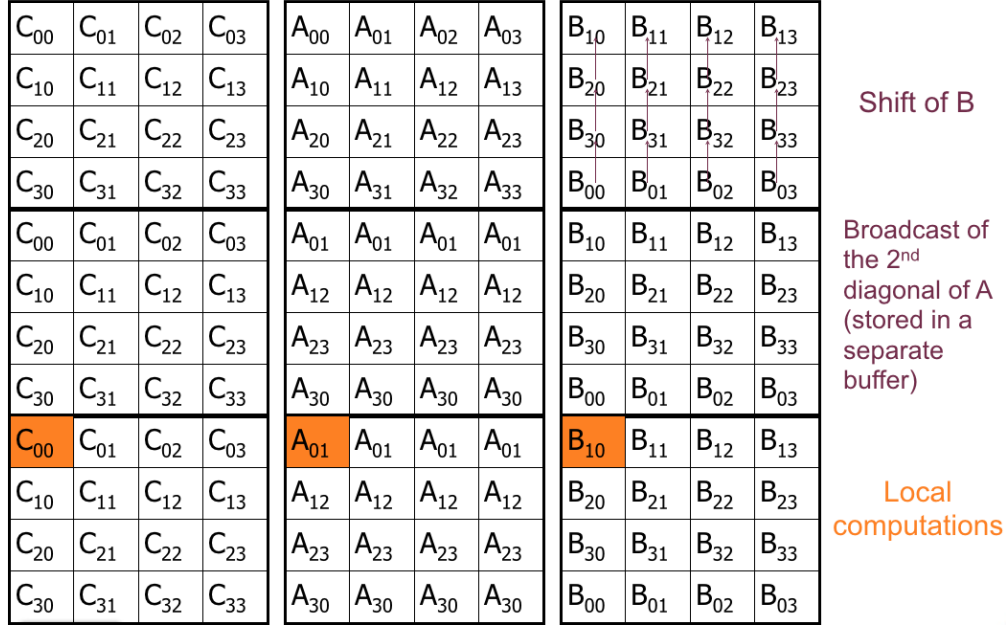 C00 C01 C02 C03 A00 A01 A02 A03 B10 B11 B12 B13
C10 C11 C12 C13 A10 A11 A12 A13 B20 B21 B22 B23
Shift of B
C20 C21 C22 C23 A20 A21 A22 A23 B30 B31 B32 B33
C30 C31 C32 C33 A30 A31 A32 A33 B00 B01 B02 B03
C00 C01 C02 C03 A01 A01 A01 A01 B10 B11 B12 B13
C10 C11 C12 C13 A12 A12 A12 A12 B20 B21 B22 B23
C20 C21 C22 C23 A23 A23 A23 A23 B30 B31 B32 B33
C30 C31 C32 C33 A30 A30 A30 A30 B00 B01 B02 B03
Broadcast of
the 2nd
diagonal of A
(stored in a
separate
buffer)
C00 C01 C02 C03 A01 A01 A01 A01 B10 B11 B12 B13
C10 C11 C12 C13 A12 A12 A12 A12 B20 B21 B22 B23
C20 C21 C22 C23 A23 A23 A23 A23 B30 B31 B32 B33
C30 C31 C32 C33 A30 A30 A30 A30 B00 B01 B02 B03
Local
computations